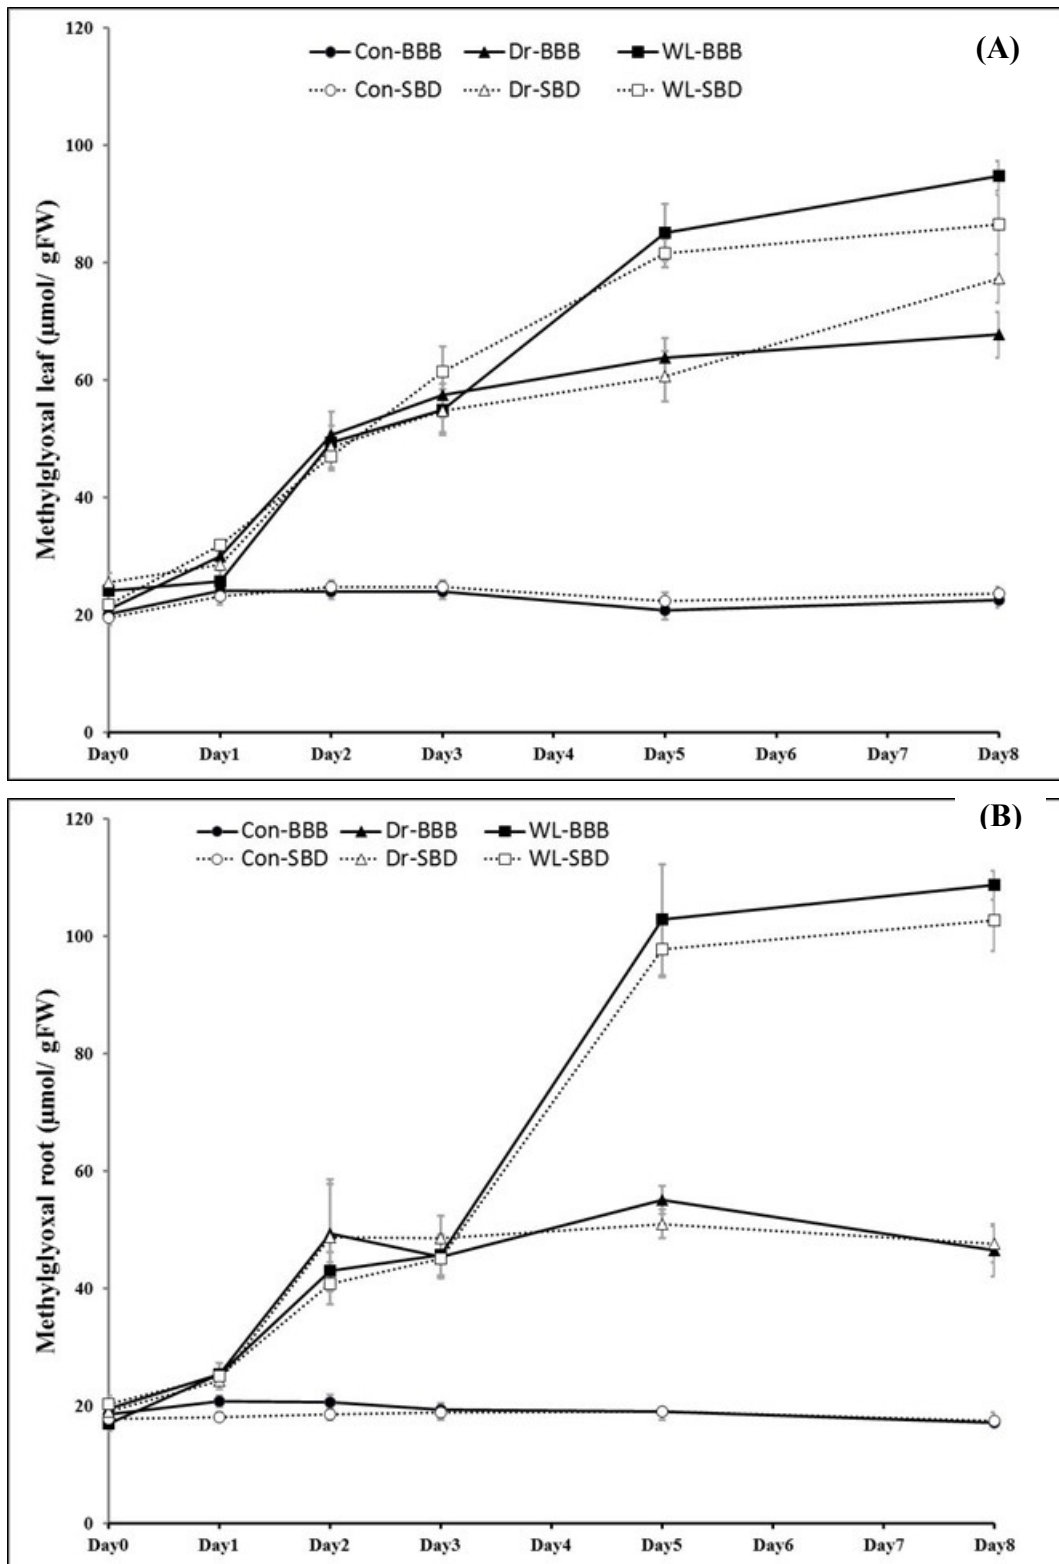 (A)
Con-BBB Dr-BBB WL-BBB
Con-SBD Dr-SBD WL-SBD
Methylglyoxal leaf (µmol/ gFW)
120
100
80
60
40
20
0
Day0 Day1 Day2 Day3 Day4 Day5 Day6 Day7 Day8
(B)
Con-BBB Dr-BBB WL-BBB
Con-SBD Dr-SBD WL-SBD
Methylglyoxal root (µmol/ gFW)
120
100
80
60
40
20
0
Day0 Day1 Day2 Day3 Day4 Day5 Day6 Day7 Day8